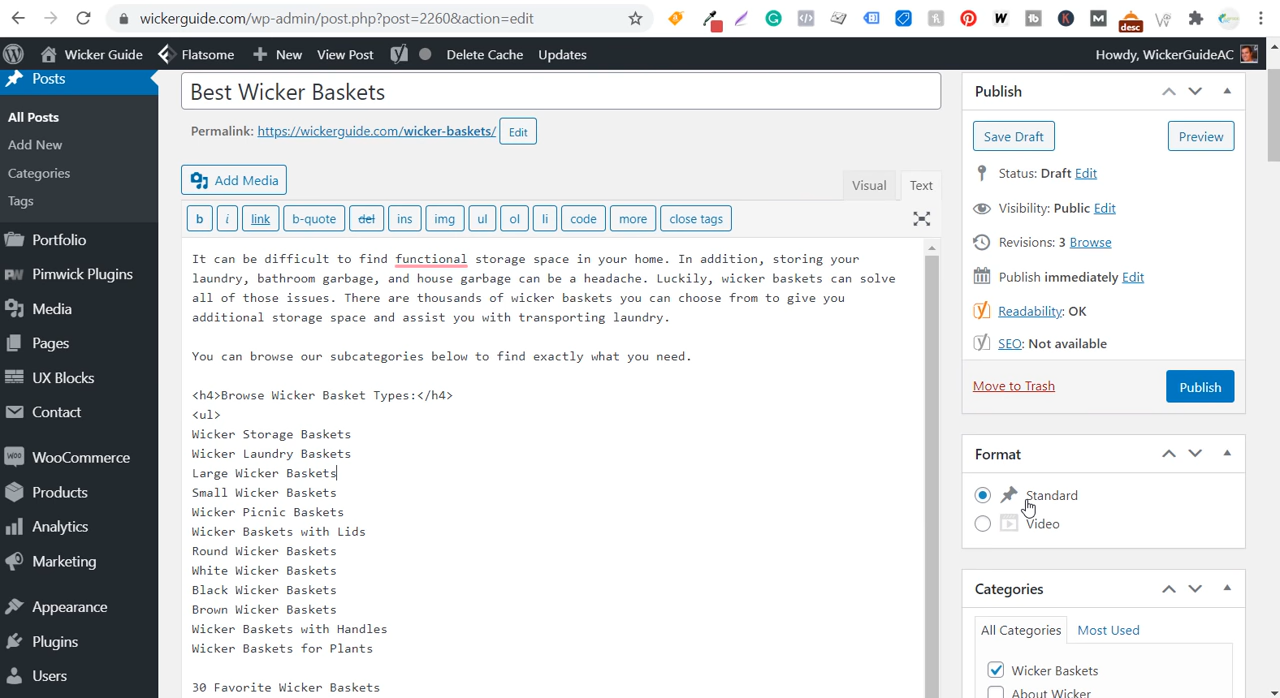 wickerguide.com/wp-admin/post.php?post=2260&action=edit
desc
Wicker Guide
Flatsome
New
View Post
Delete Cache
Updates
Howdy, WickerGuideAC
Posts
All Posts
Add New
Categories
Tags
Portfolio
Pimwick Plugins
Media
Pages
UX Blocks
Contact
WooCommerce
Products
Analytics
Marketing
Appearance
Plugins
Users
Best Wicker Baskets
Permalink: https://wickerguide.com/wicker-baskets/ Edit
Add Media
Visual Text
b i link b-quote del ins img ul ol li code more close tags
It can be difficult to find functional storage space in your home. In addition, storing your
laundry, bathroom garbage, and house garbage can be a headache. Luckily, wicker baskets can solve
all of those issues. There are thousands of wicker baskets you can choose from to give you
additional storage space and assist you with transporting laundry.
You can browse our subcategories below to find exactly what you need.
<h4>Browse Wicker Basket Types:</h4>
<ul>
Wicker Storage Baskets
Wicker Laundry Baskets
Large Wicker Baskets
Small Wicker Baskets
Wicker Picnic Baskets
Wicker Baskets with Lids
Round Wicker Baskets
White Wicker Baskets
Black Wicker Baskets
Brown Wicker Baskets
Wicker Baskets with Handles
Wicker Baskets for Plants
30 Favorite Wicker Baskets
Publish
Save Draft
Preview
Status: Draft Edit
Visibility: Public Edit
Revisions: 3 Browse
Publish immediately Edit
Readability: OK
SEO: Not available
Move to Trash
Publish
Format
Standard
Video
Categories
All Categories
Most Used
Wicker Baskets
About Wicker